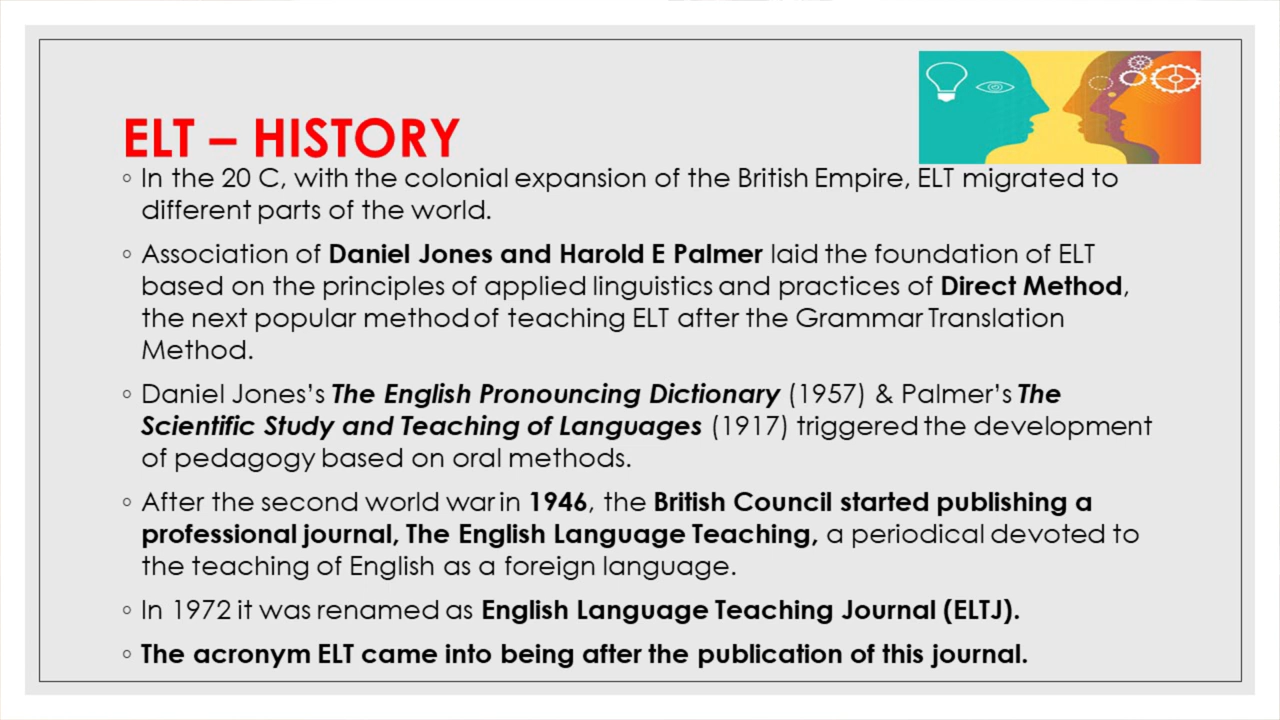 ELT – HISTORY
◦ In the 20 C, with the colonial expansion of the British Empire, ELT migrated to
different parts of the world.
◦ Association of Daniel Jones and Harold E Palmer laid the foundation of ELT
based on the principles of applied linguistics and practices of Direct Method,
the next popular method of teaching ELT after the Grammar Translation
Method.
◦ Daniel Jones’s The English Pronouncing Dictionary (1957) & Palmer’s The
Scientific Study and Teaching of Languages (1917) triggered the development
of pedagogy based on oral methods.
◦ After the second world war in 1946, the British Council started publishing a
professional journal, The English Language Teaching, a periodical devoted to
the teaching of English as a foreign language.
◦ In 1972 it was renamed as English Language Teaching Journal (ELTJ).
◦ The acronym ELT came into being after the publication of this journal.